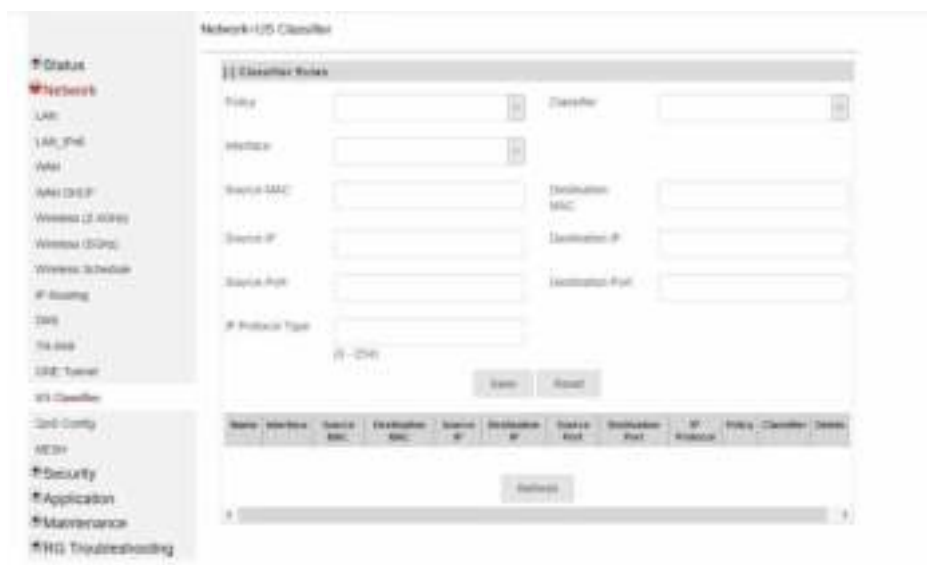 Network>US Classifier
Status
Network
LAN
LAN_IPv6
WAN
WAN DHCP
Wireless (2.4GHz)
Wireless (5GHz)
Wireless Schedule
IP Routing
DNS
TR-069
GRE Tunnel
US Classifier
QoS Config
MESH
Security
Application
Maintenance
RG Troubleshooting
[-] Classifier Rules
Policy
Classifier
Interface
Source MAC
Destination MAC
Source IP
Destination IP
Source Port
Destination Port
IP Protocol Type
(0 - 254)
Save Reset
Name Interface Source MAC Destination MAC Source IP Destination IP Source Port Destination Port IP Protocol Policy Classifier Delete
Refresh